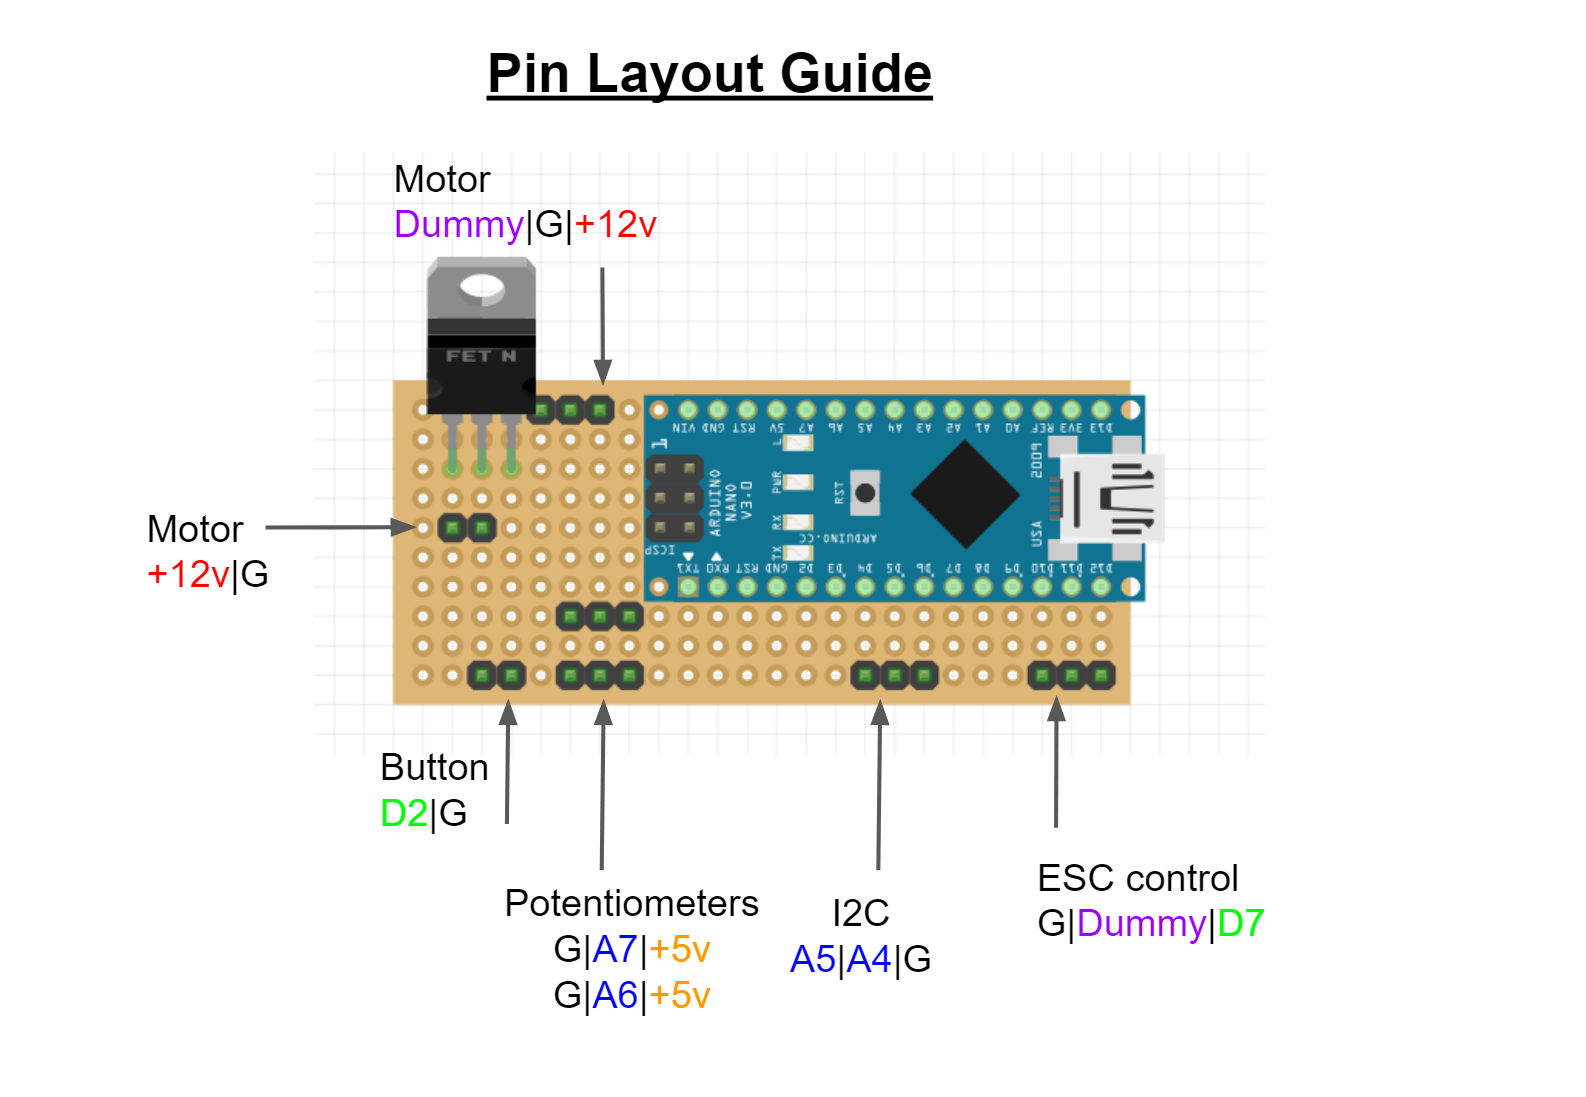 Pin Layout Guide
Motor
Dummy|G|+12v
FET N
VIN GND RST 5V A7 A6 A5 A4 A3 A2 A1 A0 REF 3V3 D13
1
L
PWR
RX
TX
RST
ARDUINO
NANO
V3.0
ARDUINO.CC
2009
USA
ICSP
TX1 RX0 RST GND D2 D3 D4 D5 D6 D7 D8 D9 D10 D11 D12
Motor
+12v|G
Button
D2|G
Potentiometers
G|A7|+5v
G|A6|+5v
I2C
A5|A4|G
ESC control
G|Dummy|D7